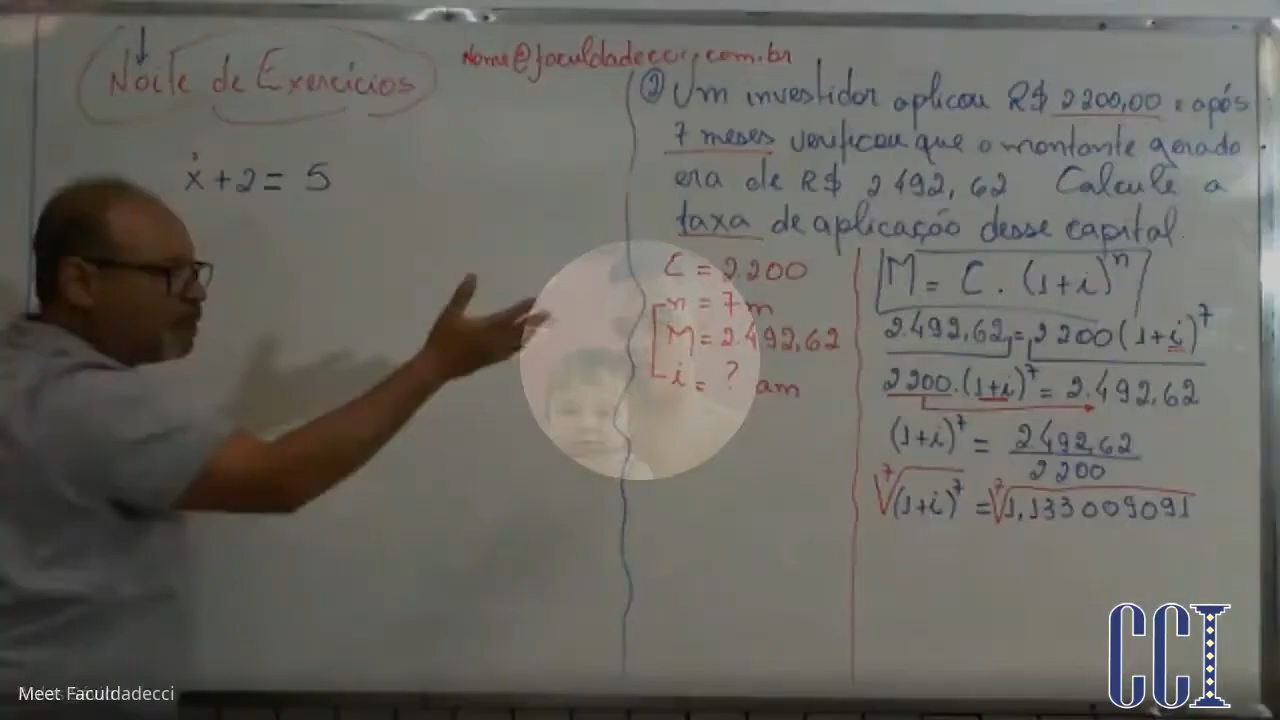 Noite de Exercícios
x + 2 = 5
Nome@faculdadecci.com.br
② Um investidor aplicou R$ 2200,00 e após
7 meses verificou que o montante gerado
era de R$ 2492,62 Calcule a
taxa de aplicação desse capital.
C = 2.200
n = 7 m
M = 2.492,62
i = ? am
M = C . (1+i)ⁿ
2.492,62 = 2200 (1+i)⁷
2200.(1+i)⁷ = 2.492,62
(1+i)⁷ = 2492,62 / 2200
⁷√(1+i)⁷ = ⁷√1,133009091
CCI
Meet Faculdadecci